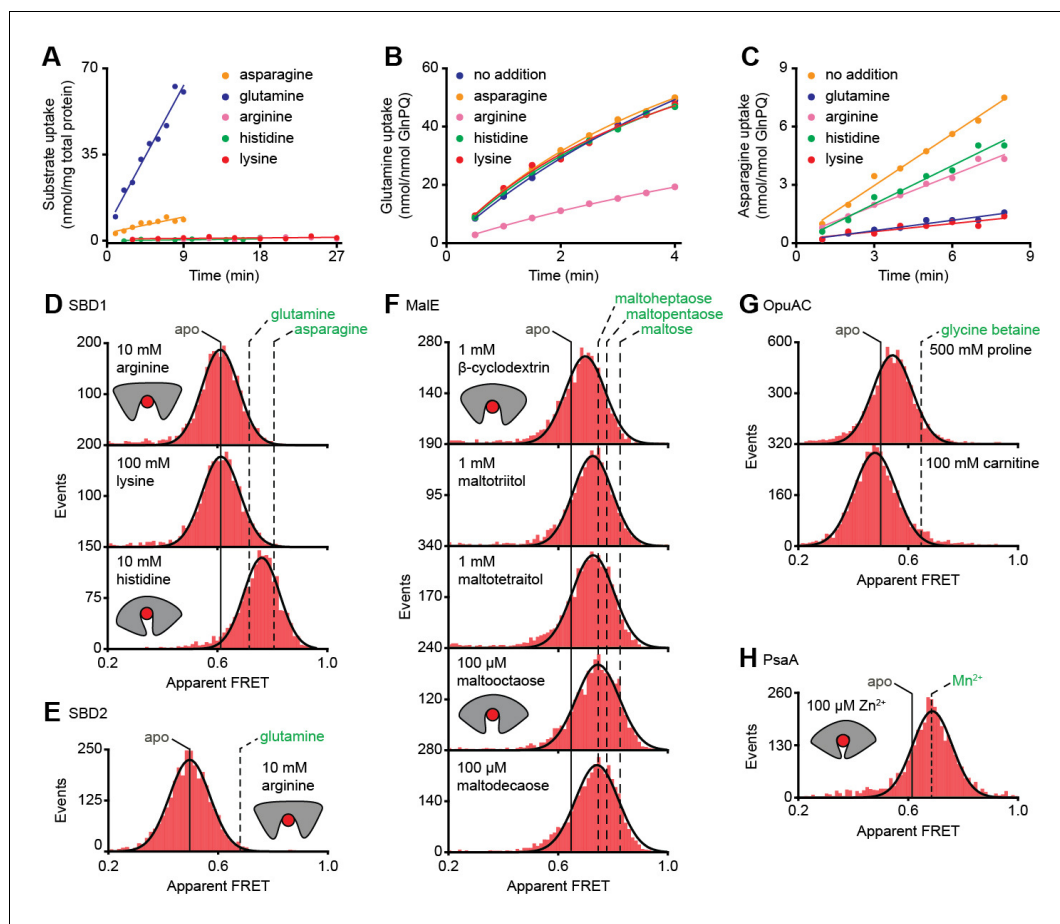 A
Substrate uptake
(nmol/mg total protein)
70
35
0
0
9
18
27
Time (min)
asparagine
glutamine
arginine
histidine
lysine
B
Glutamine uptake
(nmol/nmol GlnPQ)
60
40
20
0
0
2
4
Time (min)
no addition
asparagine
arginine
histidine
lysine
C
Asparagine uptake
(nmol/nmol GlnPQ)
9
6
3
0
0
3
6
9
Time (min)
no addition
glutamine
arginine
histidine
lysine
D SBD1
glutamine
asparagine
apo
200
10 mM
arginine
100
200
100 mM
lysine
100
Events
150
10 mM
histidine
75
0
0.2
0.6
1.0
Apparent FRET
E SBD2
glutamine
apo
250
10 mM
arginine
125
Events
0
0.2
0.6
1.0
Apparent FRET
F MalE
maltoheptaose
maltopentaose
maltose
apo
280
1 mM
β-cyclodextrin
140
190
1 mM
maltotriitol
95
340
1 mM
maltotetraitol
170
Events
240
100 µM
maltooctaose
120
280
100 µM
maltodecaose
140
0
0.2
0.6
1.0
Apparent FRET
G OpuAC
glycine betaine
apo
600
500 mM proline
300
320
100 mM carnitine
160
Events
0
0.2
0.6
1.0
Apparent FRET
H PsaA
Mn²⁺
apo
260
100 µM Zn²⁺
130
Events
0
0.2
0.6
1.0
Apparent FRET